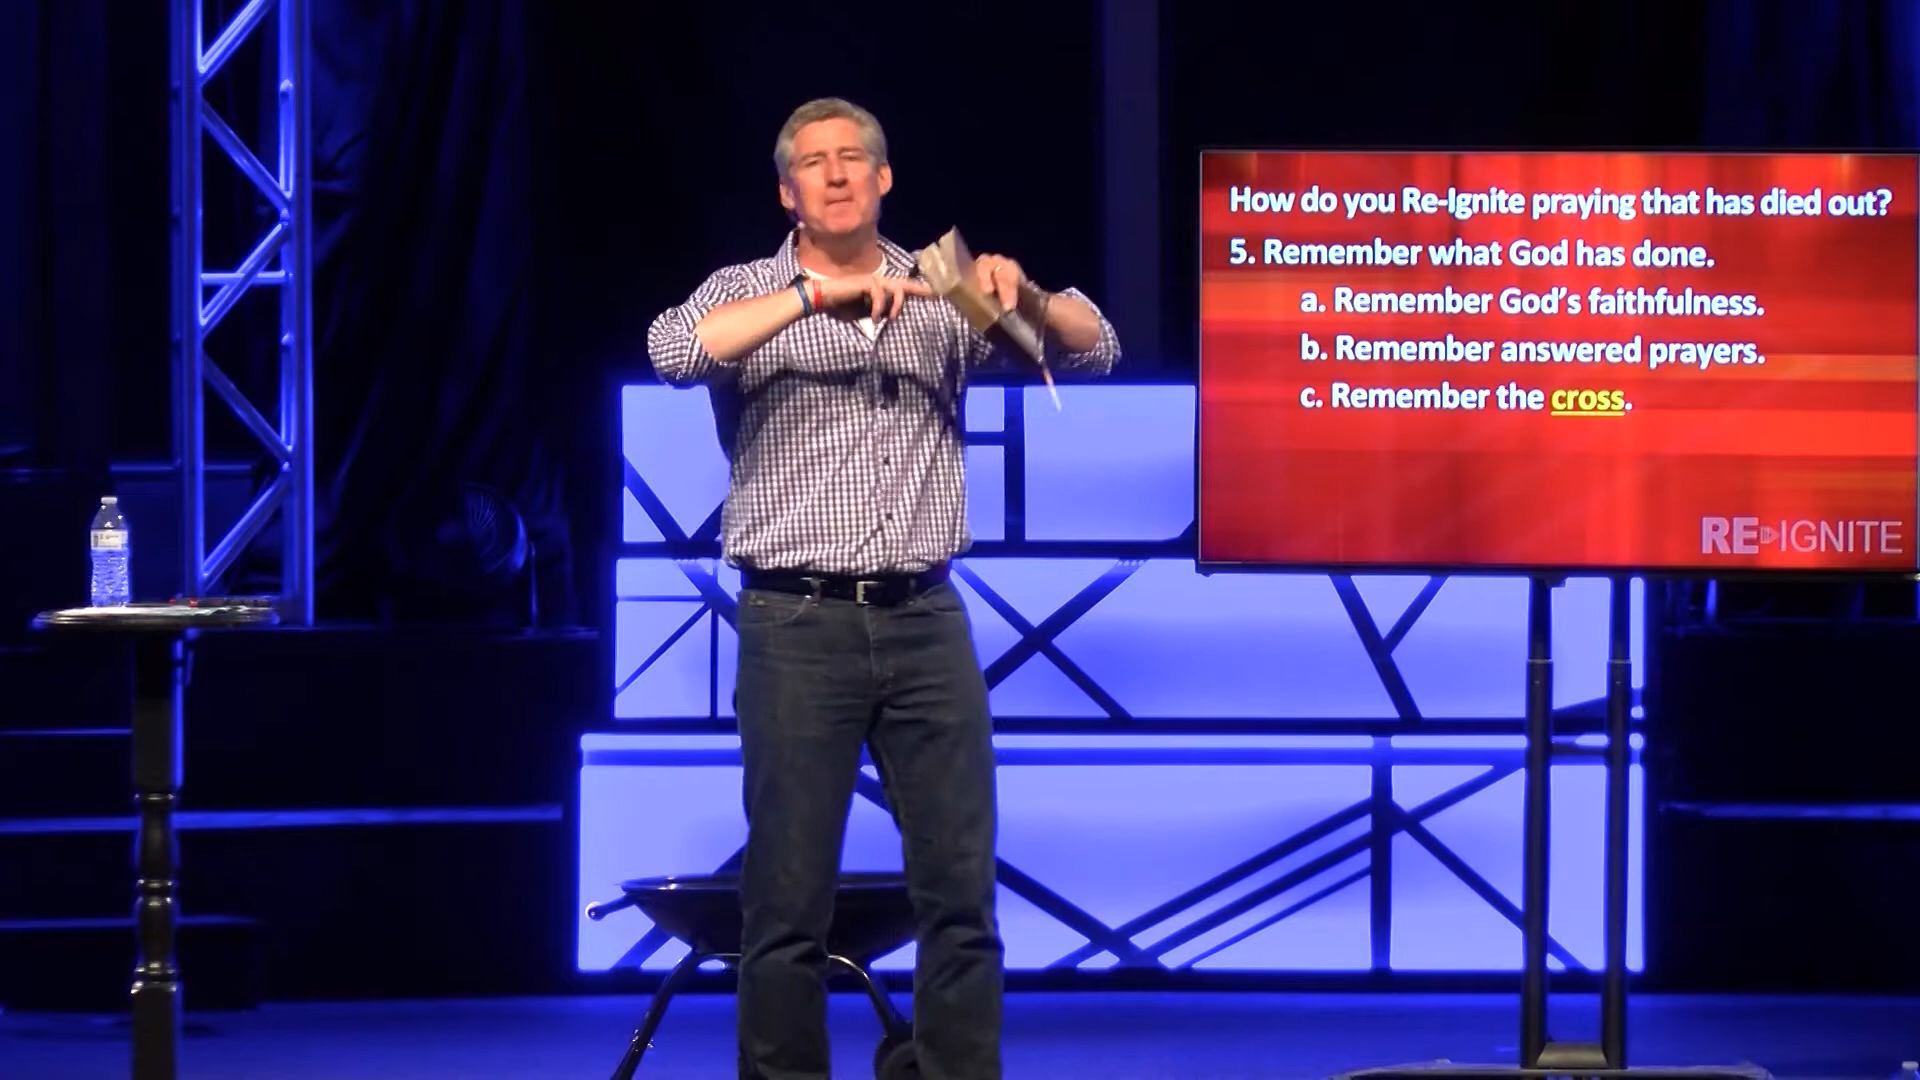 How do you Re-Ignite praying that has died out?
5. Remember what God has done.
a. Remember God's faithfulness.
b. Remember answered prayers.
c. Remember the cross.
RE IGNITE